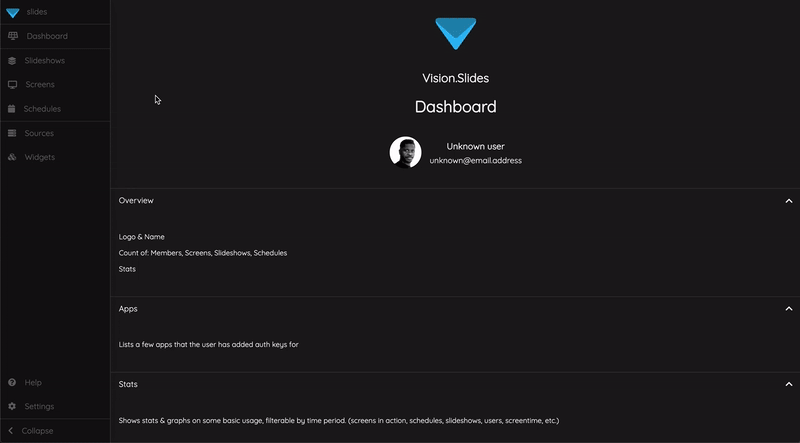 slides
Dashboard
Slideshows
Screens
Schedules
Sources
Widgets
Help
Settings
Collapse
Vision.Slides
Dashboard
Unknown user
unknown@email.address
Overview
Logo & Name
Count of: Members, Screens, Slideshows, Schedules
Stats
Apps
Lists a few apps that the user has added auth keys for
Stats
Shows stats & graphs on some basic usage, filterable by time period. (screens in action, schedules, slideshows, users, screentime, etc.)